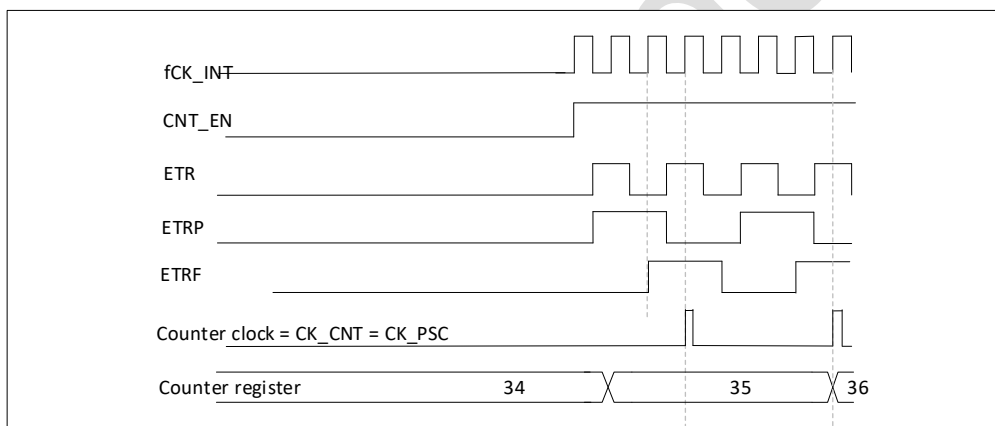 fCK_INT
CNT_EN
ETR
ETRP
ETRF
Counter clock = CK_CNT = CK_PSC
Counter register 34 35 36